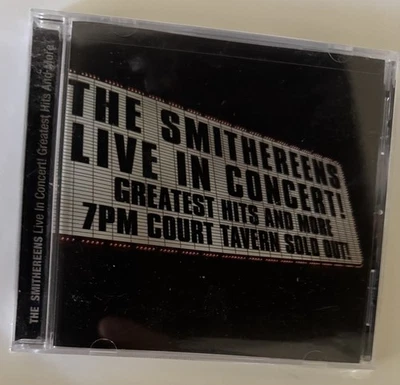 THE SMITHEREENS Live In Concert! Greatest Hits And More
THE SMITHEREENS
LIVE IN CONCERT!
GREATEST HITS AND MORE
7PM COURT TAVERN SOLD OUT!